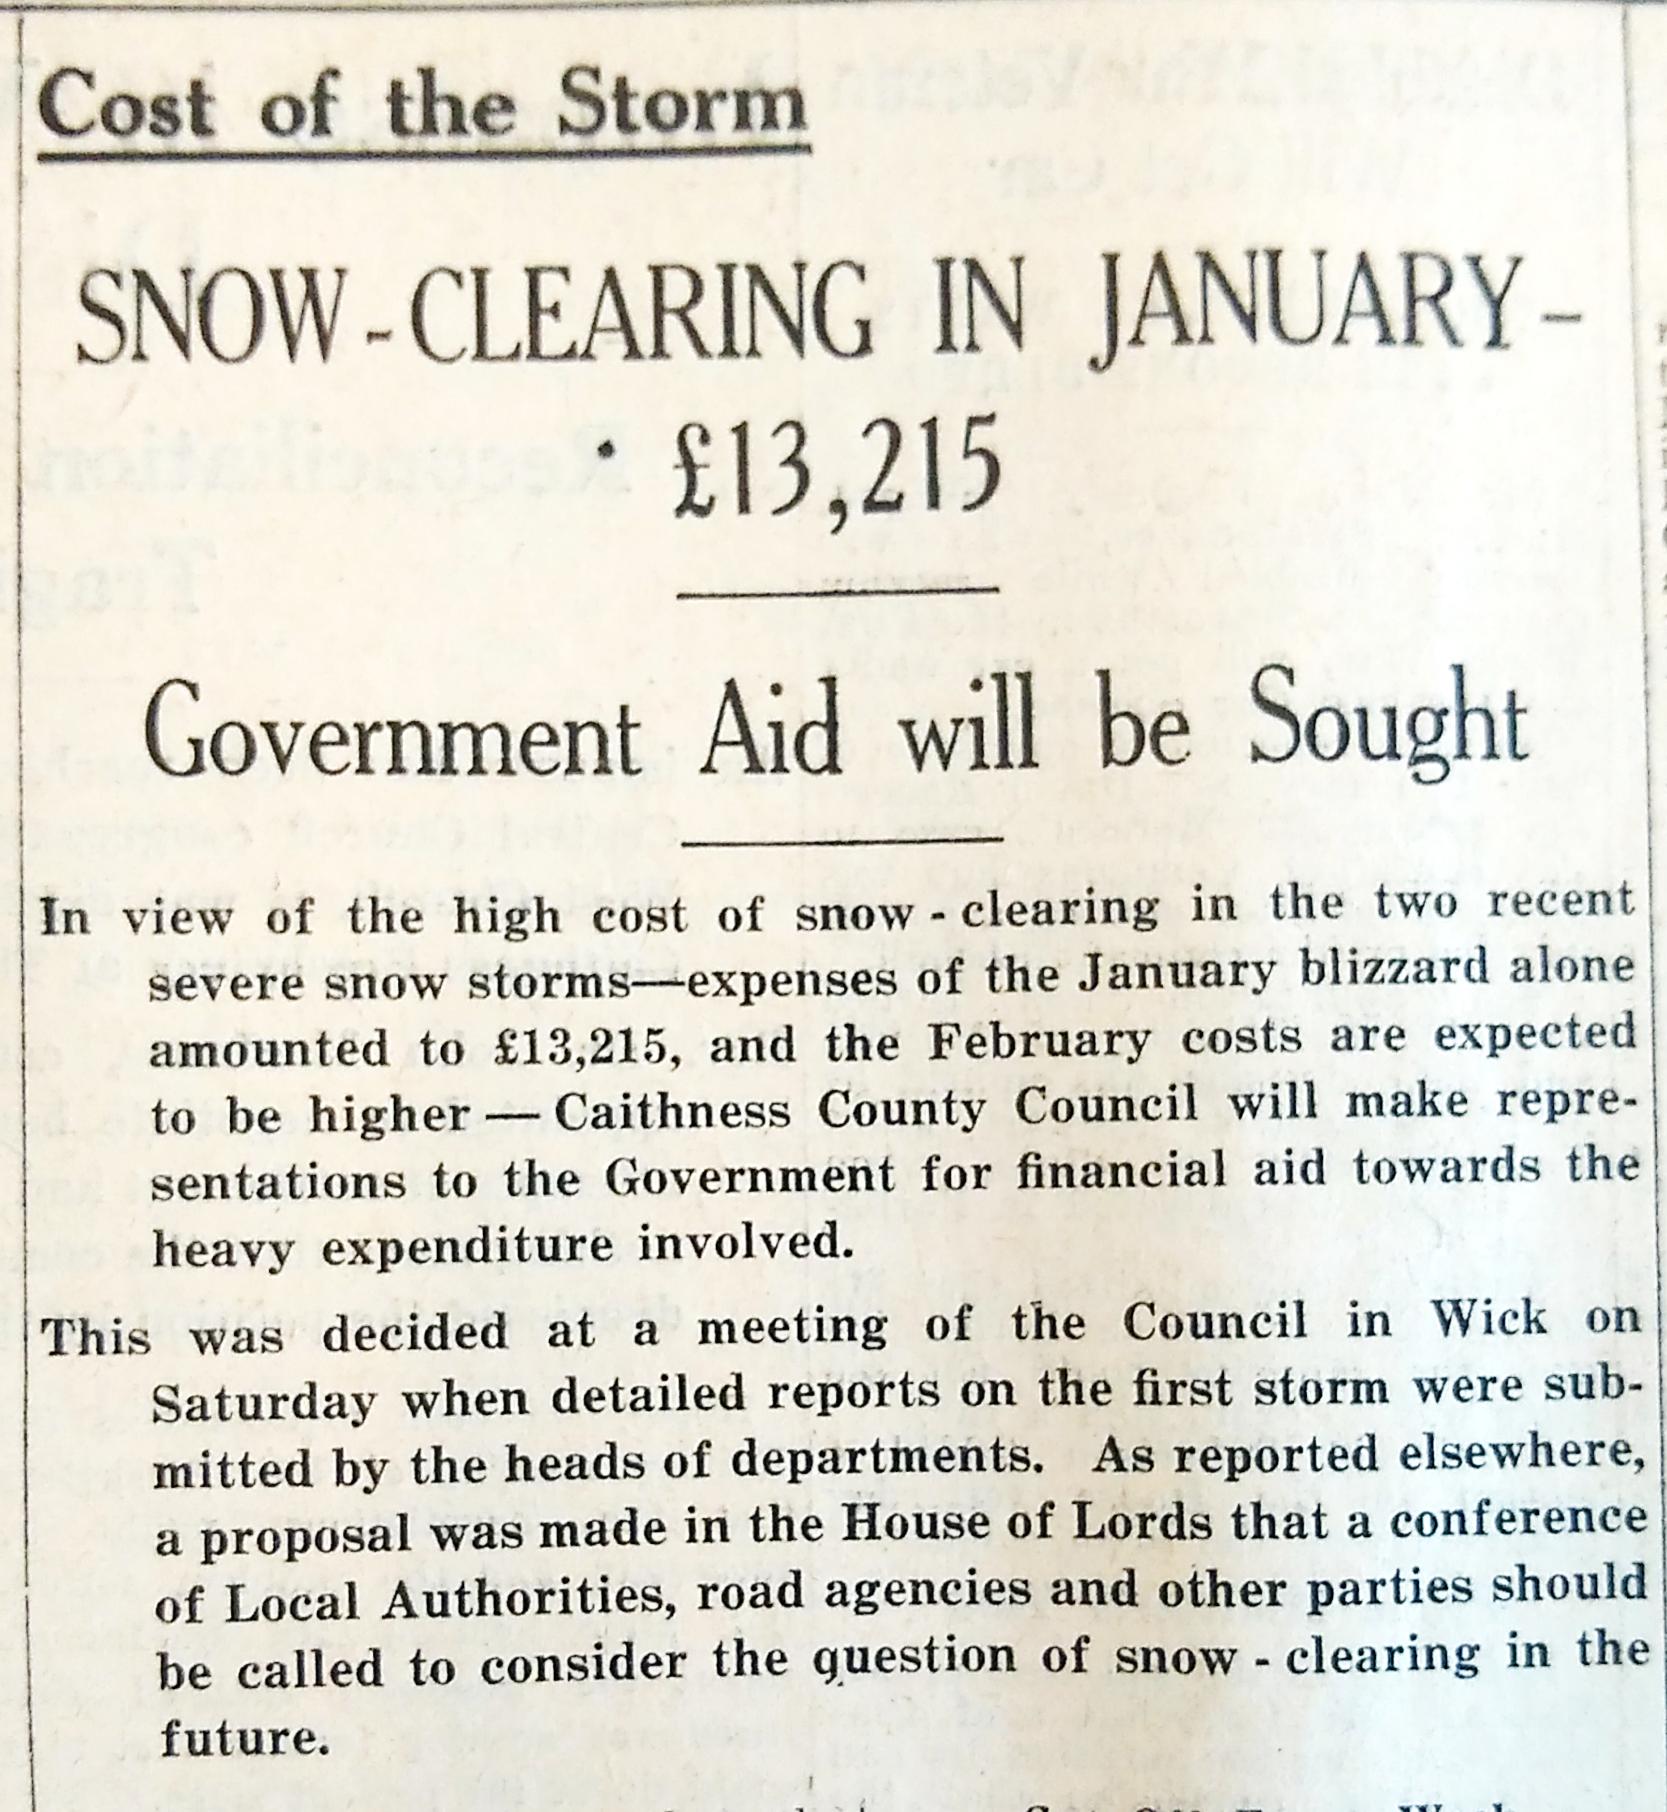 Cost of the Storm
SNOW-CLEARING IN JANUARY–
£13,215
Government Aid will be Sought
In view of the high cost of snow-clearing in the two recent
severe snow storms—expenses of the January blizzard alone
amounted to £13,215, and the February costs are expected
to be higher — Caithness County Council will make repre-
sentations to the Government for financial aid towards the
heavy expenditure involved.
This was decided at a meeting of the Council in Wick on
Saturday when detailed reports on the first storm were sub-
mitted by the heads of departments. As reported elsewhere,
a proposal was made in the House of Lords that a conference
of Local Authorities, road agencies and other parties should
be called to consider the question of snow-clearing in the
future.